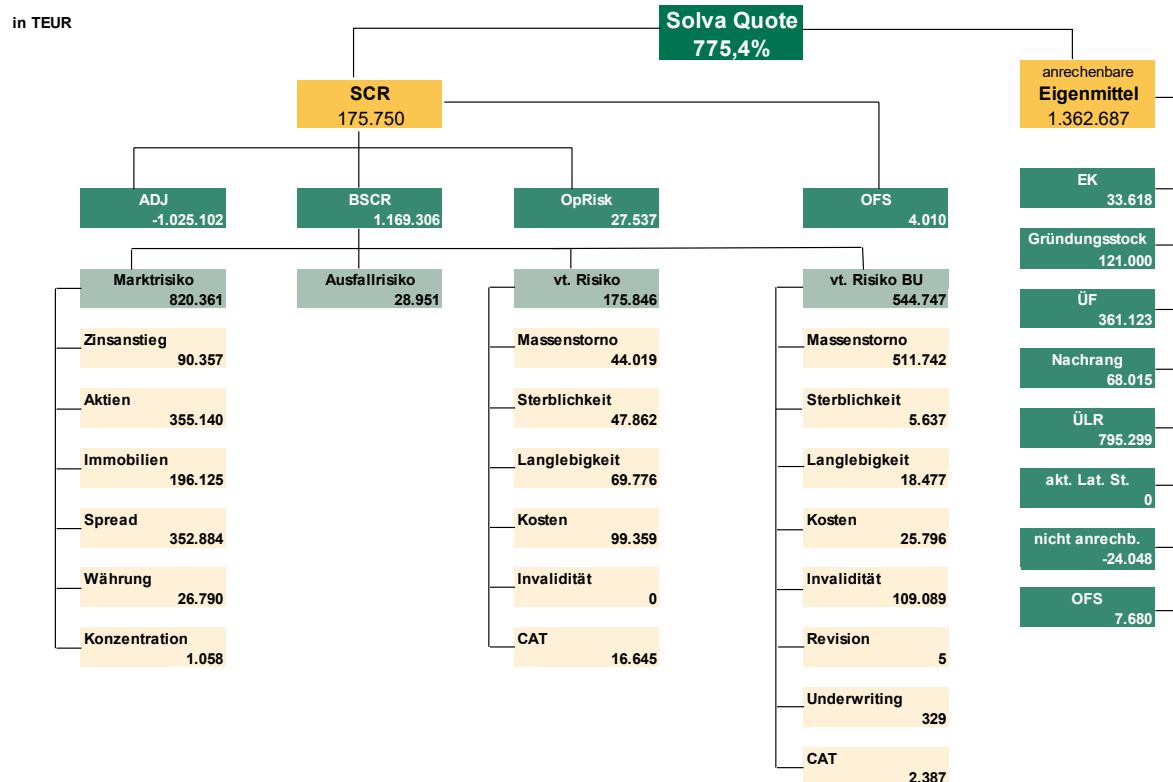 in TEUR
Solva Quote
775,4%
SCR
175.750
anrechenbare
Eigenmittel
1.362.687
ADJ
-1.025.102
BSCR
1.169.306
OpRisk
27.537
OFS
4.010
Marktrisiko
820.361
Ausfallrisiko
28.951
vt. Risiko
175.846
vt. Risiko BU
544.747
Zinsanstieg
90.357
Aktien
355.140
Immobilien
196.125
Spread
352.884
Währung
26.790
Konzentration
1.058
Massenstorno
44.019
Sterblichkeit
47.862
Langlebigkeit
69.776
Kosten
99.359
Invalidität
0
CAT
16.645
Massenstorno
511.742
Sterblichkeit
5.637
Langlebigkeit
18.477
Kosten
25.796
Invalidität
109.089
Revision
5
Underwriting
329
CAT
2.387
EK
33.618
Gründungsstock
121.000
ÜF
361.123
Nachrang
68.015
ÜLR
795.299
akt. Lat. St.
0
nicht anrechb.
-24.048
OFS
7.680